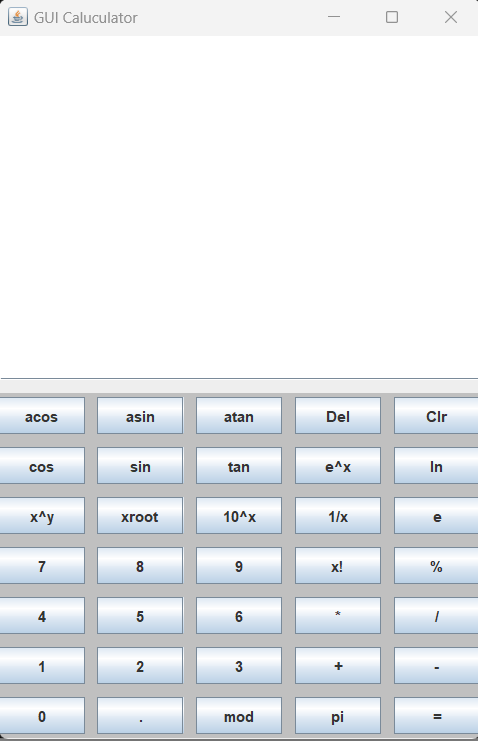 GUI Caluculator
acos asin atan Del Clr
cos sin tan e^x ln
x^y xroot 10^x 1/x e
7 8 9 x! %
4 5 6 * /
1 2 3 + -
0 . mod pi =